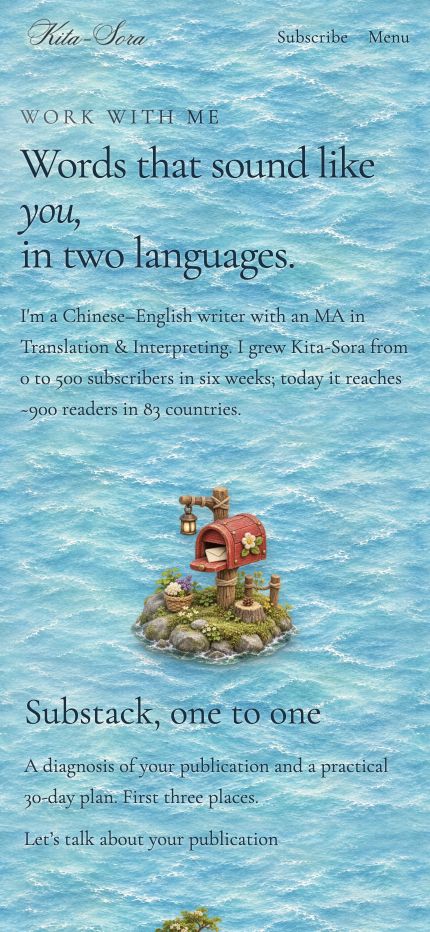 Kita-Sora
Subscribe Menu
WORK WITH ME
Words that sound like
you,
in two languages.
I'm a Chinese–English writer with an MA in
Translation & Interpreting. I grew Kita-Sora from
0 to 500 subscribers in six weeks; today it reaches
~900 readers in 83 countries.
Substack, one to one
A diagnosis of your publication and a practical
30-day plan. First three places.
Let’s talk about your publication